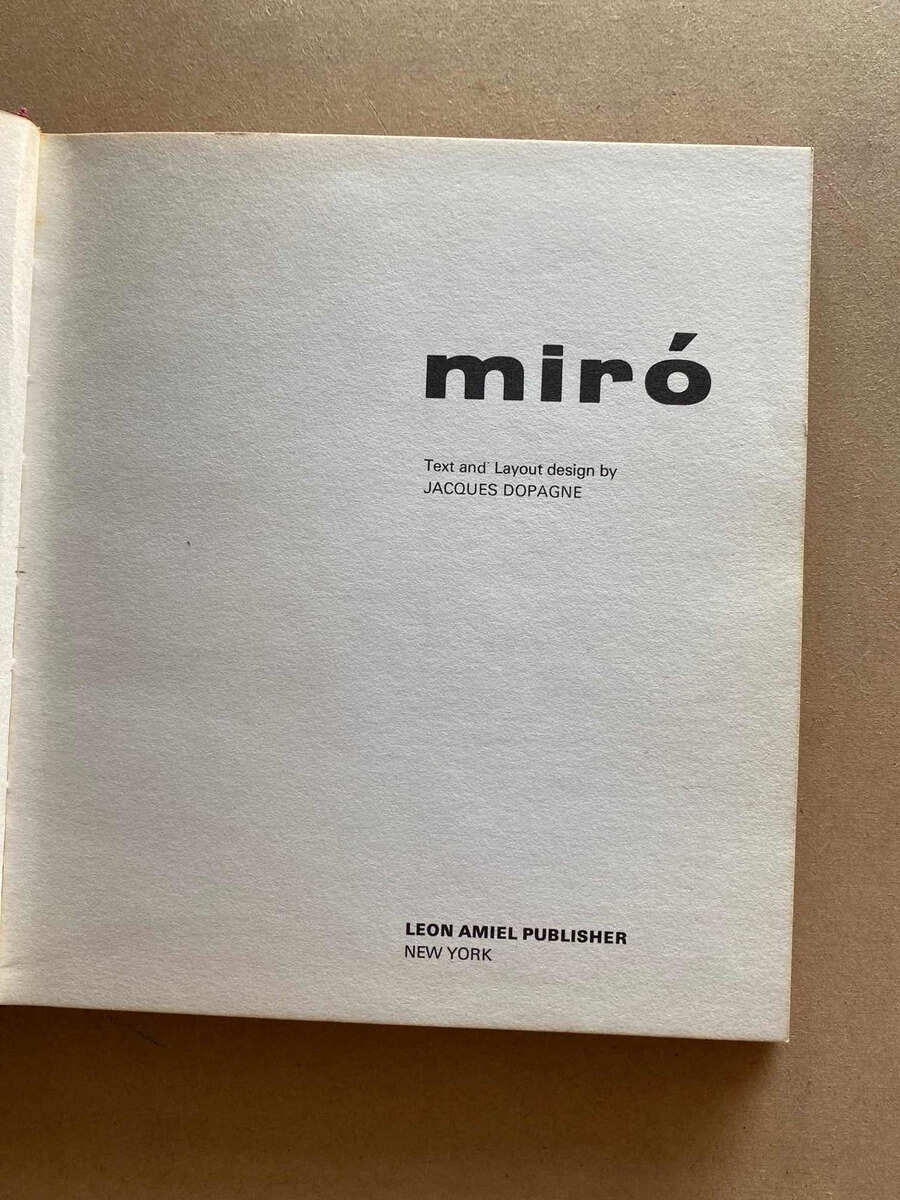 miró
Text and Layout design by
JACQUES DOPAGNE
LEON AMIEL PUBLISHER
NEW YORK